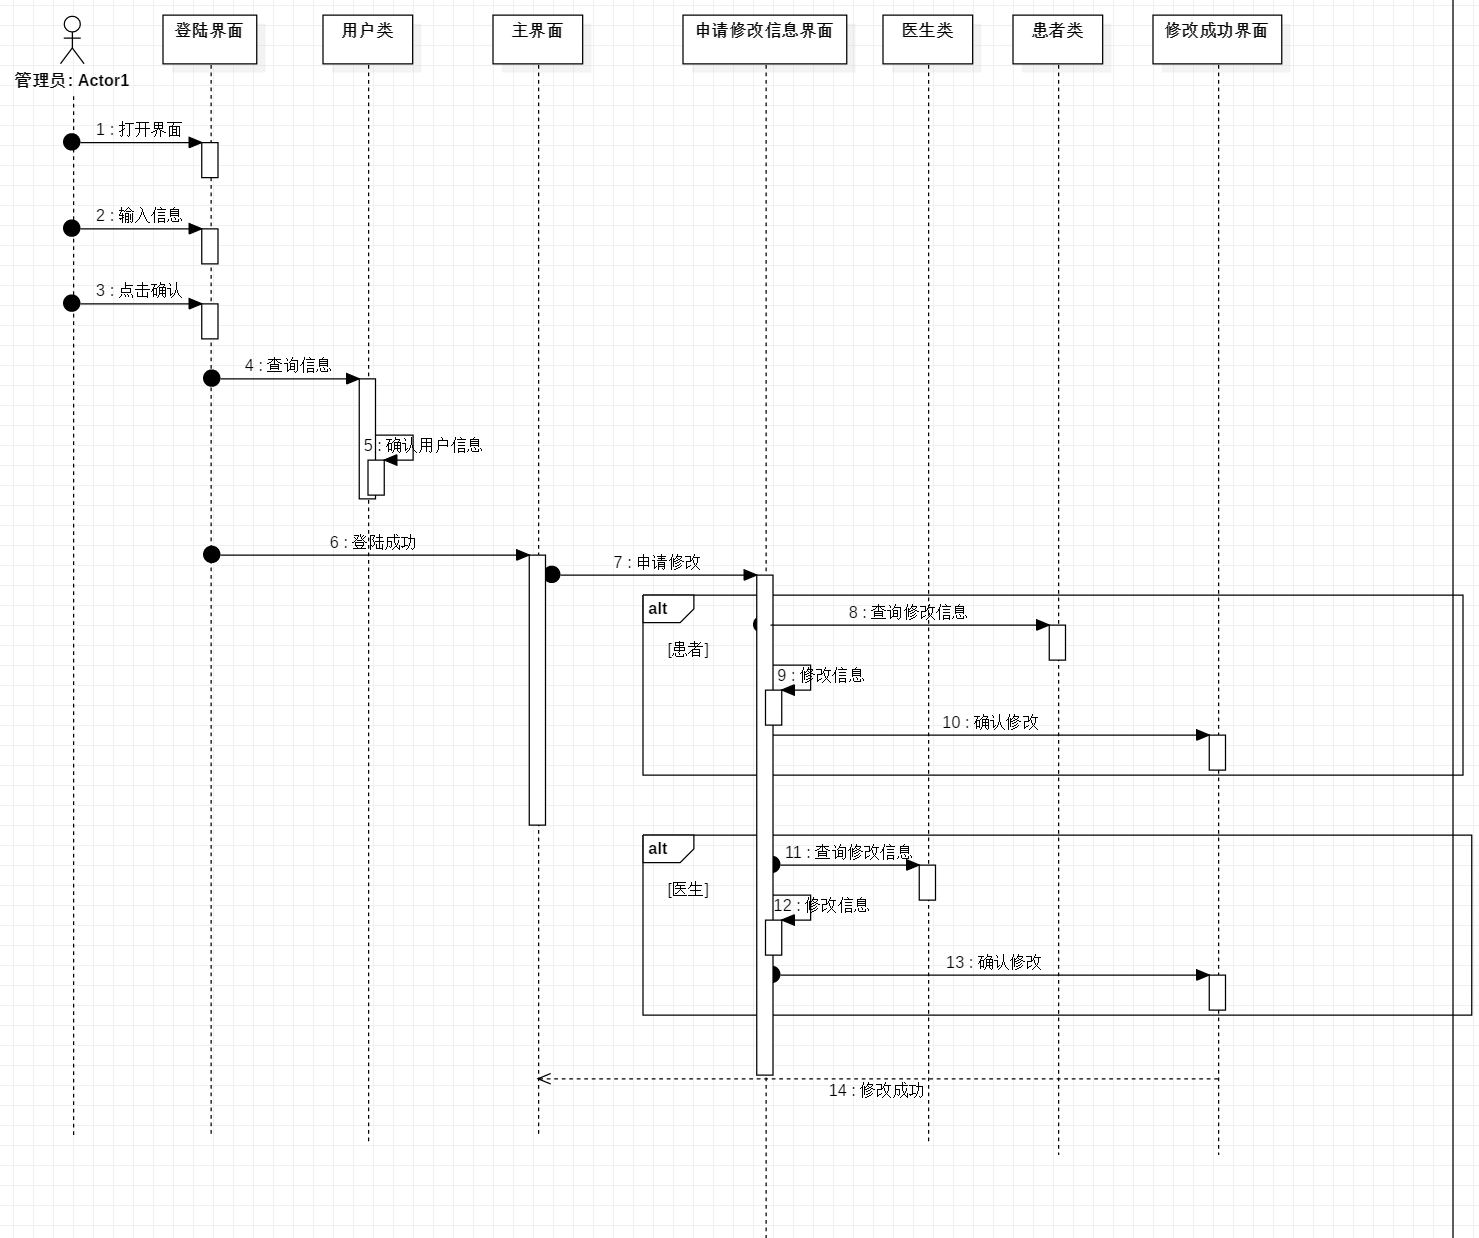 管理员: Actor1
登陆界面
用户类
主界面
申请修改信息界面
医生类
患者类
修改成功界面
1 : 打开界面
2 : 输入信息
3 : 点击确认
4 : 查询信息
5 : 确认用户信息
6 : 登陆成功
7 : 申请修改
alt
8 : 查询修改信息
[患者]
9 : 修改信息
10 : 确认修改
alt
11 : 查询修改信息
[医生]
12 : 修改信息
13 : 确认修改
14 : 修改成功